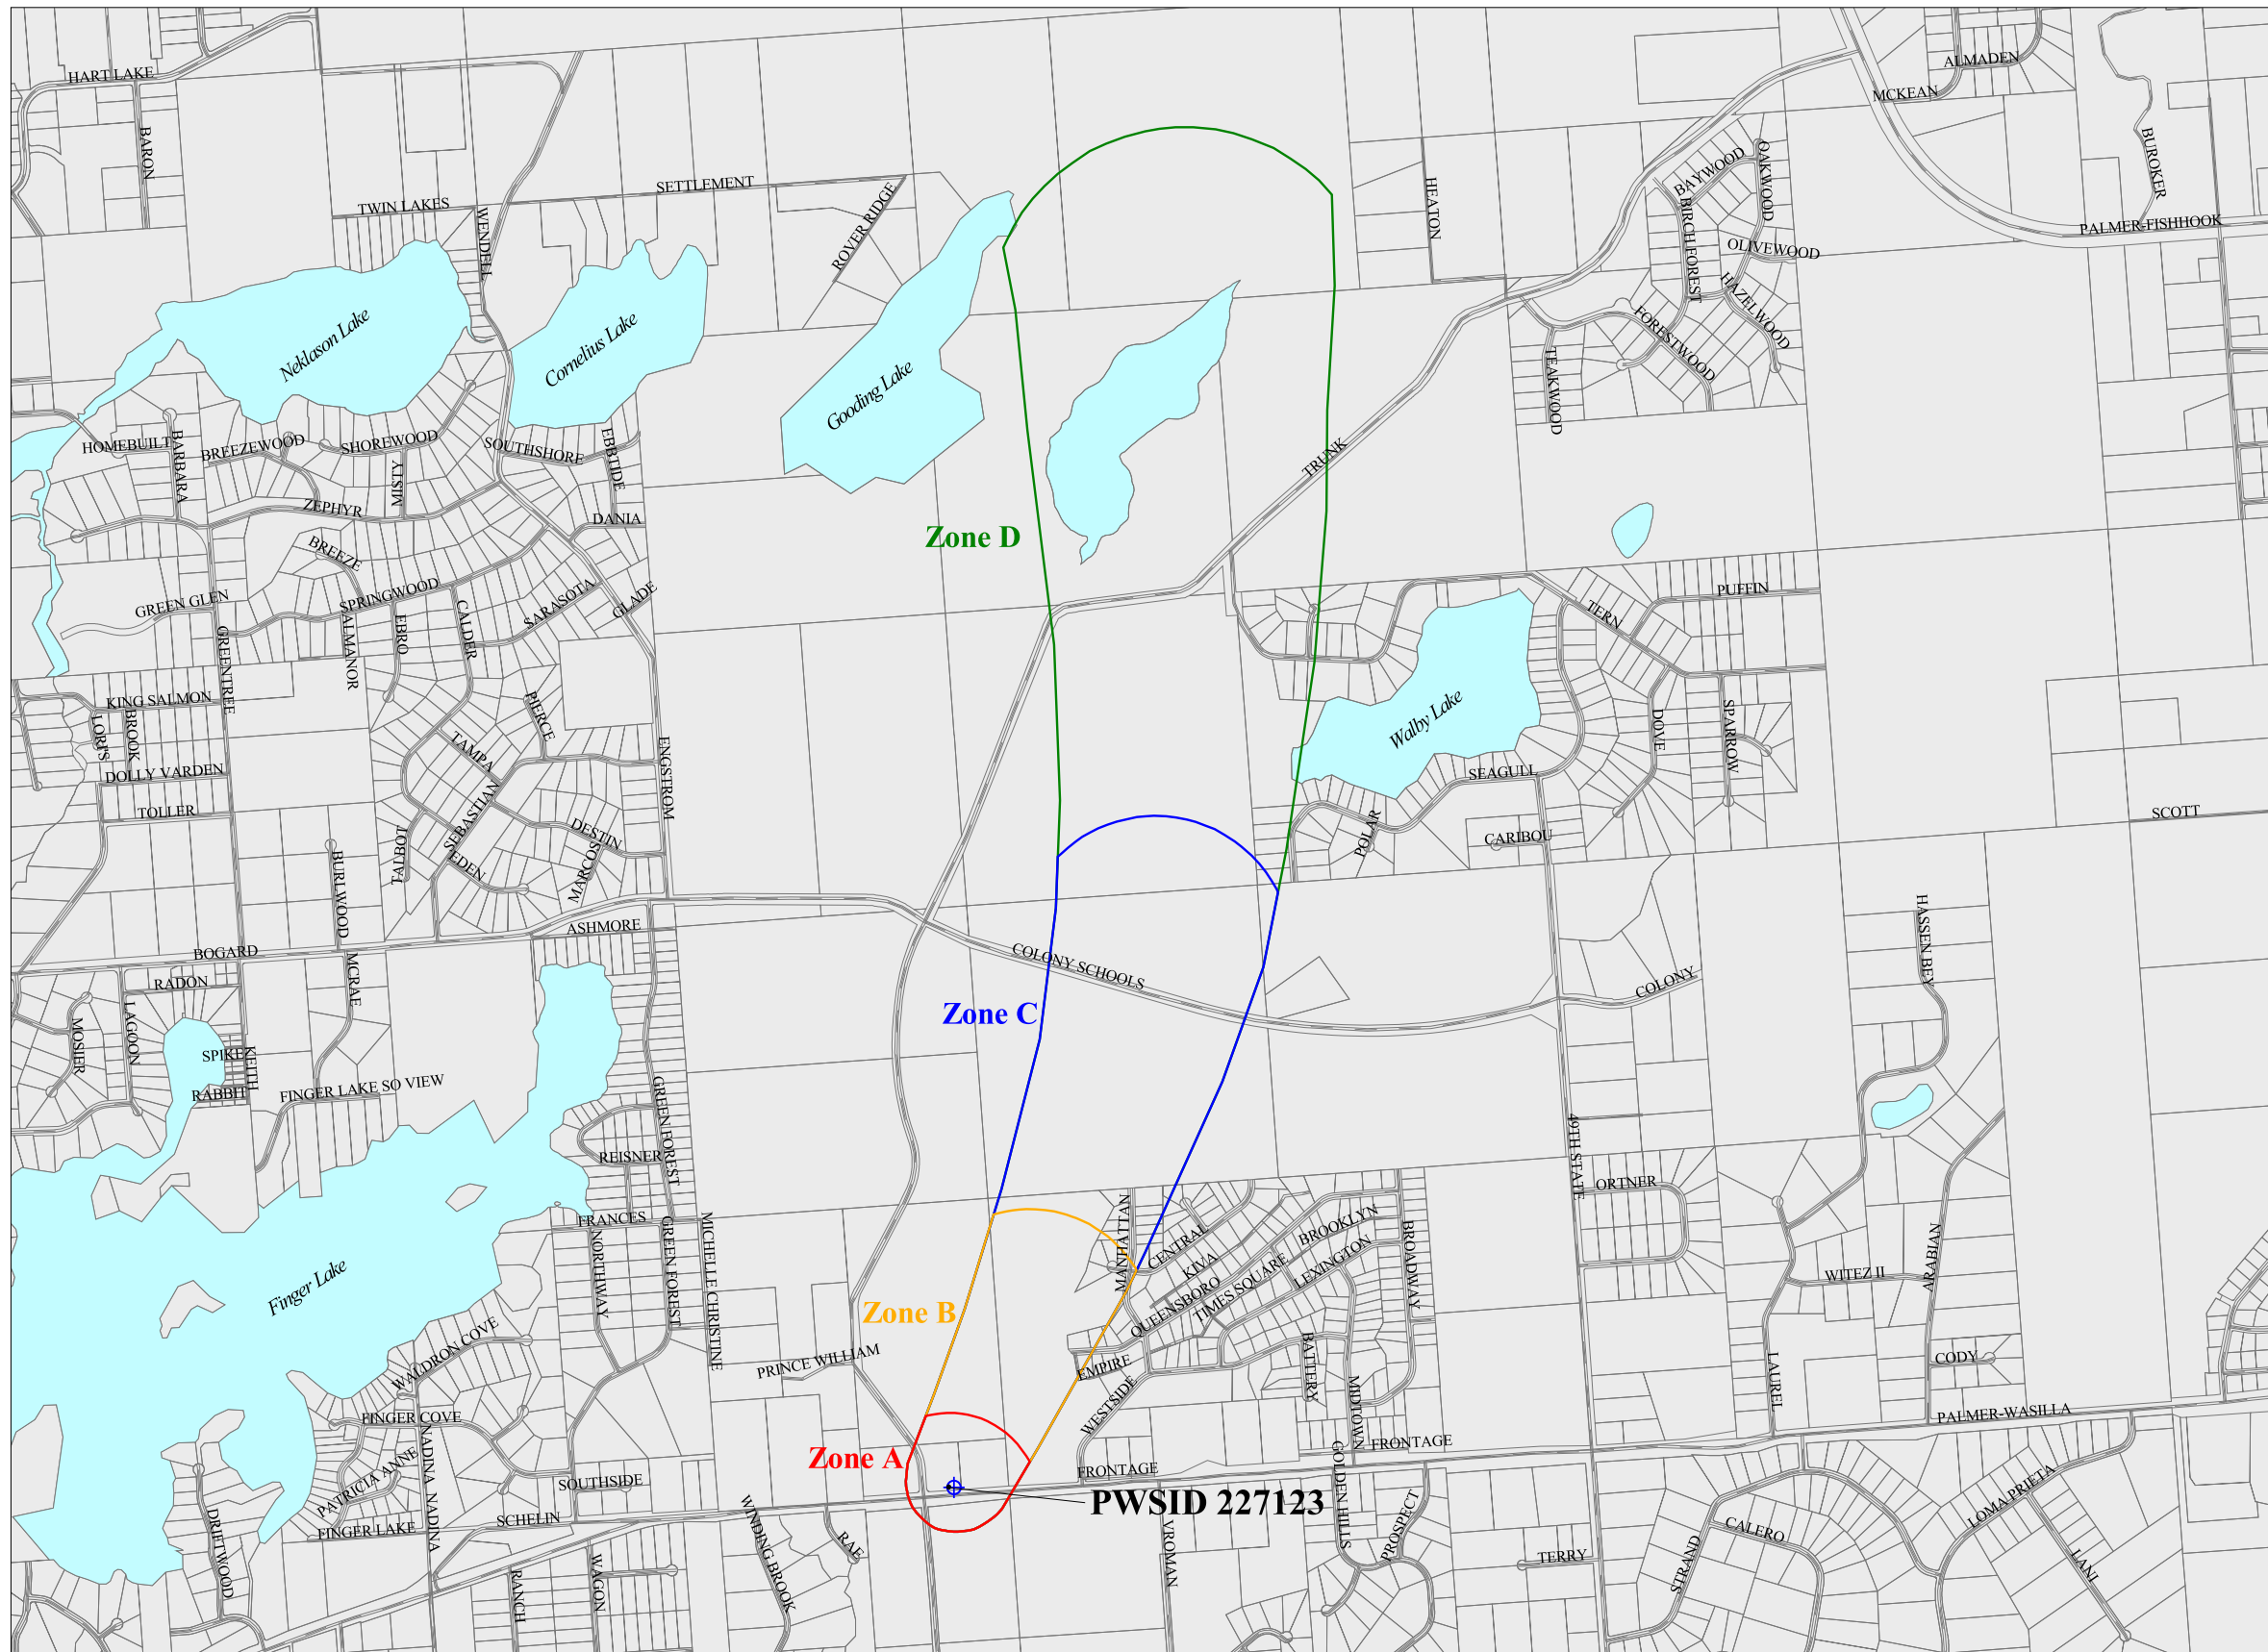 HART LAKE
BARON
ALMADEN
MCKEAN
BUROKER
PALMER-FISHHOOK
TWIN LAKES
WENDELL
SETTLEMENT
ROVER RIDGE
HEATON
BAYWOOD
OAKWOOD
BIRCH FOREST
OLIVEWOOD
HAZELWOOD
FORESTWOOD
TEAKWOOD
Neklason Lake
Cornelius Lake
Gooding Lake
TRUNK
HOMEBUILT
BARBARA
BREEZEWOOD
SHOREWOOD
MISTY
SOUTHSHORE
EBBTIDE
ZEPHYR
DANIA
BREEZE
Zone D
GREEN GLEN
SPRINGWOOD
ALMANOR
EBRO
CALDER
SARASOTA
GLADE
GREENTREE
PUFFIN
TERN
KING SALMON
LORI'S
BROOK
DOLLY VARDEN
TOLLER
PIERCE
TAMPA
ENGSTROM
Walby Lake
DOVE
SPARROW
SEAGULL
POLAR
CARIBOU
SCOTT
SEBASTIAN
DESTIN
MARCOS
TALBOT
EDEN
BURLWOOD
ASHMORE
BOGARD
COLONY SCHOOLS
COLONY
HASEN BEY
RADON
MCRAE
LAGOON
MOSIER
SPIKE
KEITH
RABBIT
FINGER LAKE SO VIEW
Zone C
GREEN FOREST
REISNER
49TH STATE
ORTNER
FRANCES
NORTHWAY
GREEN FOREST
MICHELLE CHRISTINE
MANHATTAN
CENTRAL
KIVA
QUEENSBORO
TIMES SQUARE
BROOKLYN
LEXINGTON
BROADWAY
ARABIAN
WITEZ II
Finger Lake
Zone B
WALDRON COVE
PRINCE WILLIAM
EMPIRE
WESTSIDE
BATTERY
MIDTOWN
LAUREL
CODY
PALMER-WASILLA
FINGER COVE
NADINA
NADINA
PATRICIA ANNE
Zone A
FRONTAGE
FRONTAGE
GOLDEN HILLS
SOUTHSIDE
SCHELIN
FINGER LAKE
DRIFTWOOD
PWSID 227123
WINDING BROOK
RAE
VROMAN
PROSPECT
TERRY
STRAND
CALERO
LOMA PRIETA
LANI
RANCH
WAGON